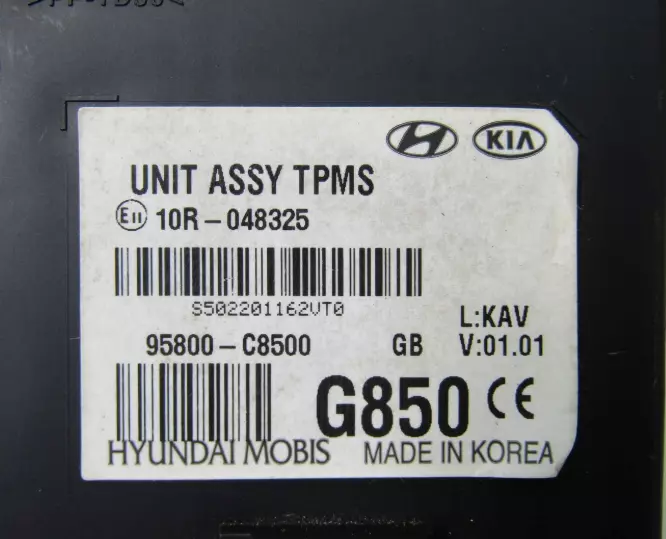 KIA
UNIT ASSY TPMS
E11 10R-048325
S502201162VT0
L:KAV
95800-C8500 GB V:01.01
G850 CE
HYUNDAI MOBIS MADE IN KOREA